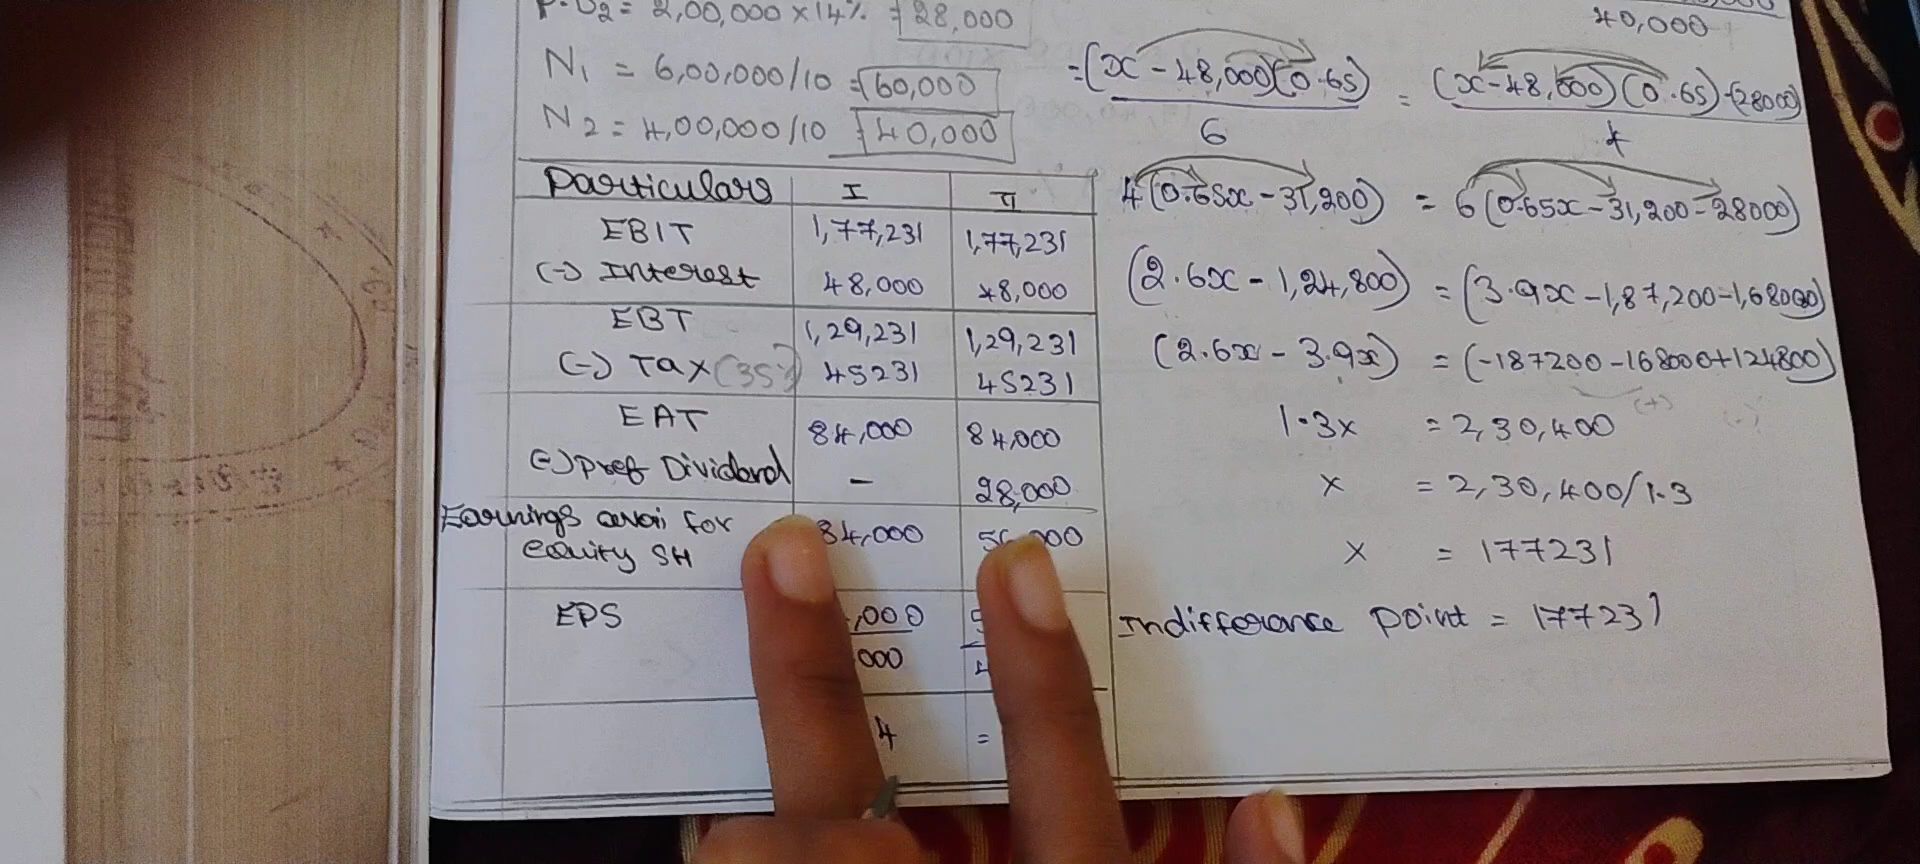 P.D2 = 2,00,000 x 14% = 28,000
N1 = 6,00,000/10 = 60,000
N2 = 4,00,000/10 = 40,000
Particulars I II
EBIT 1,77,231 1,77,231
(-) Interest 48,000 48,000
EBT 1,29,231 1,29,231
(-) Tax (35%) 45231 45231
EAT 84,000 84,000
(-) Pref Dividend - 28,000
Earnings avai for 84,000
equity SH
EPS ,000
000
4 =
40,000
= (x - 48,000)(0.65) = (x - 48,000)(0.65) - (28000)
6 4
4(0.65x - 31,200) = 6(0.65x - 31,200 - 28000)
(2.6x - 1,24,800) = (3.9x - 1,87,200 - 1,68000)
(2.6x - 3.9x) = (-187200 - 168000 + 124800)
(+) (-)
1.3x = 2,30,400
x = 2,30,400/1.3
x = 177231
Indifference Point = 177231